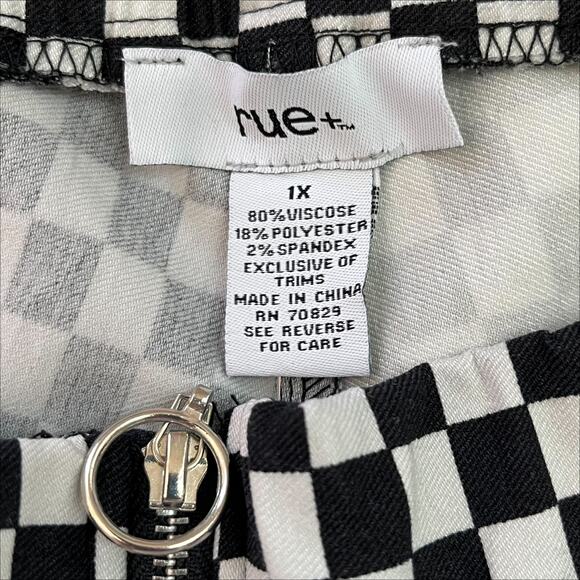 rue+™
1X
80%VISCOSE
18%POLYESTER
2%SPANDEX
EXCLUSIVE OF
TRIMS
MADE IN CHINA
RN 70829
SEE REVERSE
FOR CARE